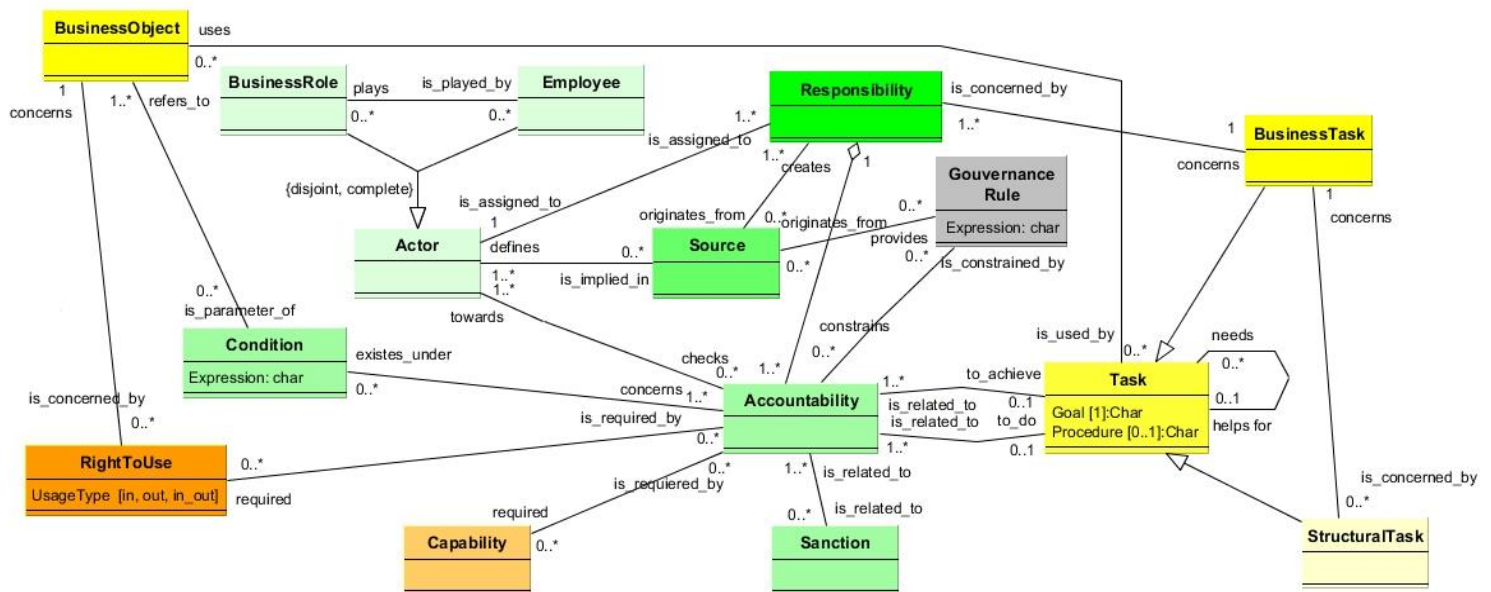 BusinessObject
uses
0..*
BusinessRole
plays
is_played_by
Employee
Responsibility
is_concerned_by
1
concerns
1..*
refers_to
0..*
0..*
1..*
1..*
1
BusinessTask
is_assigned_to
1..*
creates
1
concerns
Gouvernance
Rule
Expression: char
{disjoint, complete}
is_assigned_to
1
originates_from
0..*
originates_from
0..*
1
concerns
Actor
defines
0..*
Source
provides
0..*
0..*
is_constrained_by
1..*
1..*
is_implied_in
0..*
is_parameter_of
towards
constrains
is_used_by
needs
Condition
Expression: char
existes_under
0..*
checks
0..*
1..*
0..*
0..*
0..*
Task
Goal [1]:Char
Procedure [0..1]:Char
0..1
helps for
is_concerned_by
0..*
concerns
1..*
Accountability
1..*
to_achieve
0..1
is_related_to
is_related_to
to_do
0..1
1..*
is_required_by
0..*
RightToUse
UsageType [in, out, in_out]
0..*
required
0..*
is_requiered_by
1..*
is_related_to
is_concerned_by
0..*
required
0..*
Capability
0..*
is_related_to
Sanction
StructuralTask